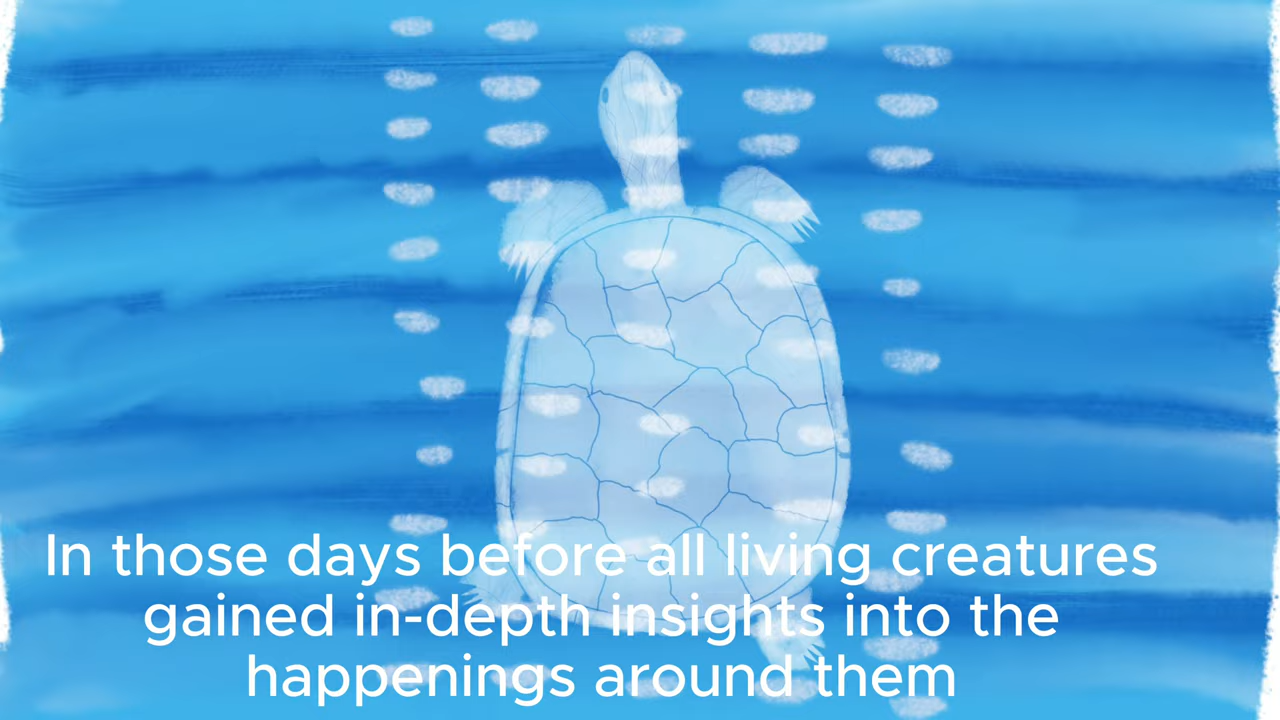 In those days before all living creatures
gained in-depth insights into the
happenings around them